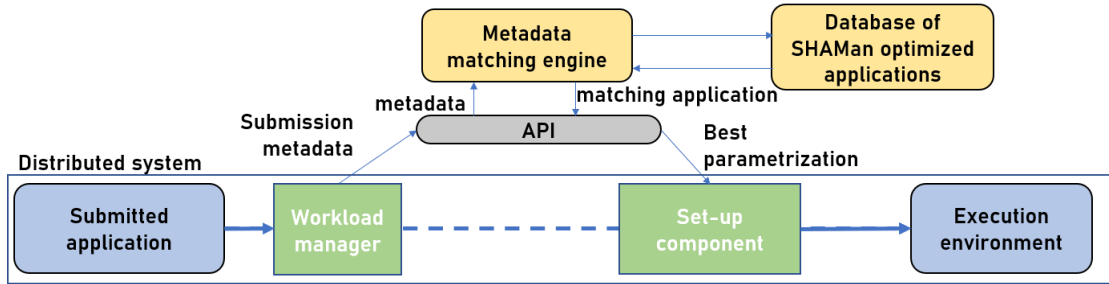 Metadata
matching engine
Database of
SHAMan optimized
applications
metadata
matching application
Submission
metadata
API
Best
parametrization
Distributed system
Submitted
application
Workload
manager
Set-up
component
Execution
environment